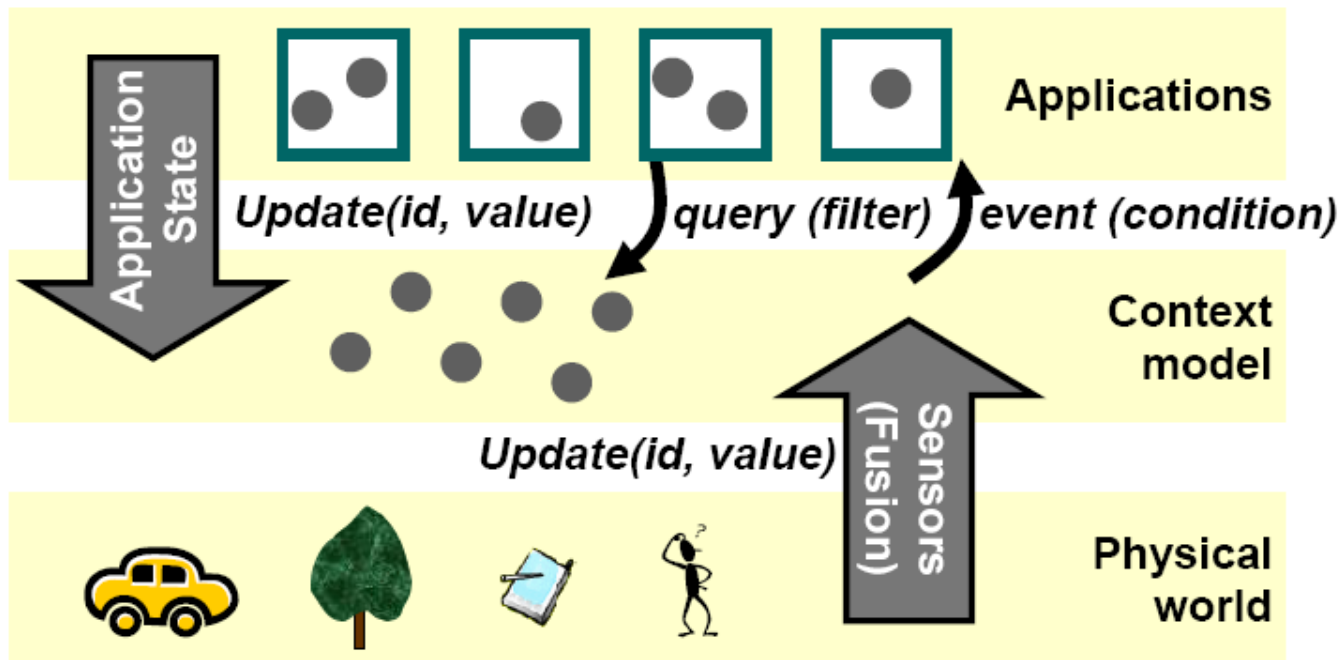 Applications
Application
State
Update(id, value)
query (filter)
event (condition)
Context
model
Update(id, value)
Sensors
(Fusion)
?
Physical
world